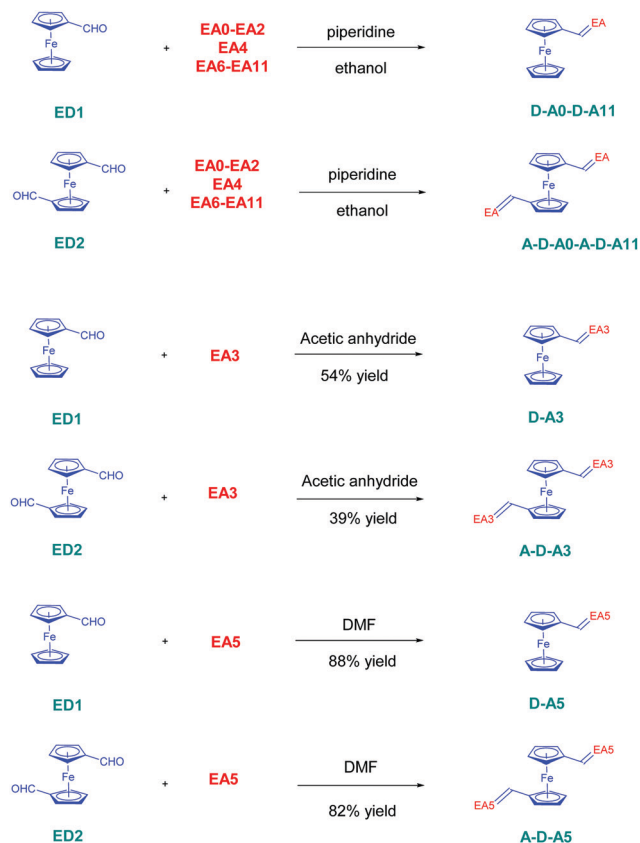 CHO
Fe
ED1
+
EA0-EA2
EA4
EA6-EA11
piperidine
ethanol
EA
Fe
D-A0-D-A11
CHO
Fe
OHC
ED2
+
EA0-EA2
EA4
EA6-EA11
piperidine
ethanol
EA
Fe
EA
A-D-A0-A-D-A11
CHO
Fe
ED1
+
EA3
Acetic anhydride
54% yield
EA3
Fe
D-A3
CHO
Fe
OHC
ED2
+
EA3
Acetic anhydride
39% yield
EA3
Fe
EA3
A-D-A3
CHO
Fe
ED1
+
EA5
DMF
88% yield
EA5
Fe
D-A5
CHO
Fe
OHC
ED2
+
EA5
DMF
82% yield
EA5
Fe
EA5
A-D-A5